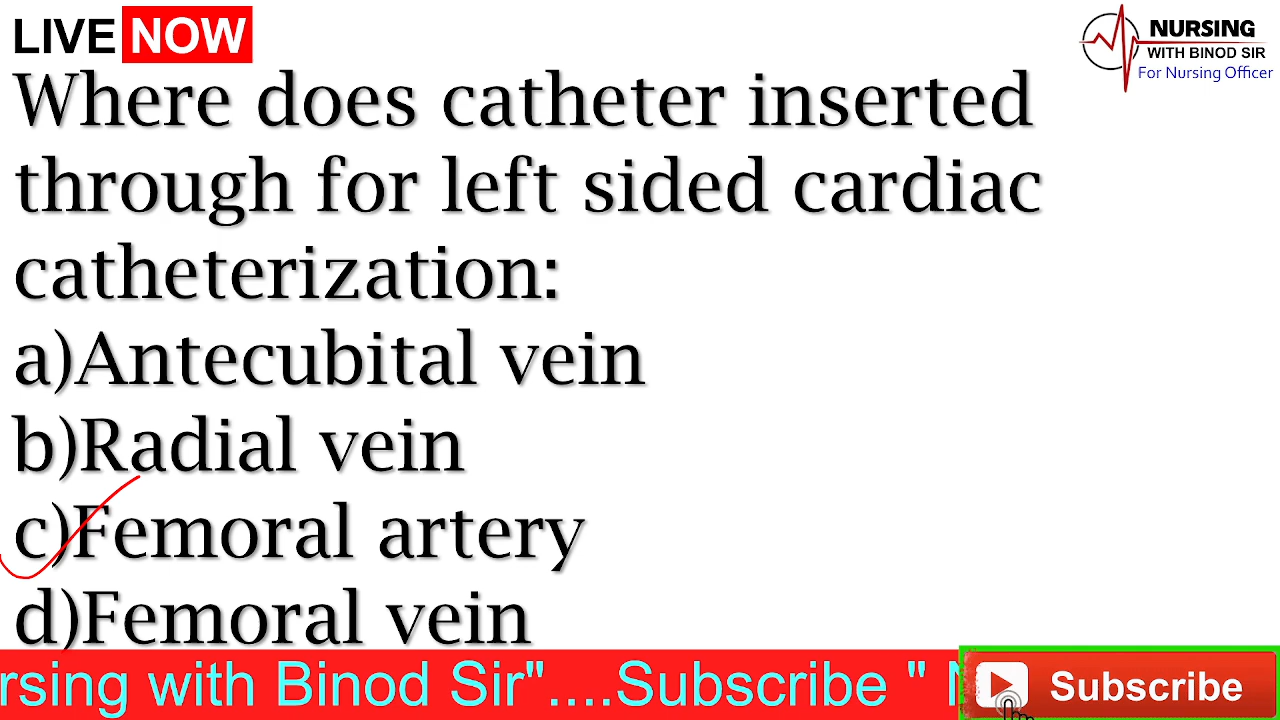 LIVE NOW
NURSING
WITH BINOD SIR
For Nursing Officer
Where does catheter inserted
through for left sided cardiac
catheterization:
a)Antecubital vein
b)Radial vein
c)Femoral artery
d)Femoral vein
rsing with Binod Sir"....Subscribe " N
Subscribe